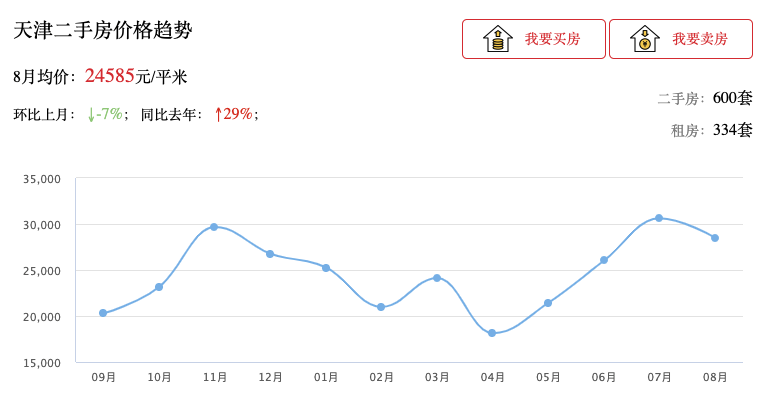 天津二手房价格趋势
我要买房 我要卖房
8月均价：24585元/平米
二手房：600套
环比上月：↓-7%； 同比去年：↑29%；
租房：334套
35,000
30,000
25,000
20,000
15,000
09月 10月 11月 12月 01月 02月 03月 04月 05月 06月 07月 08月